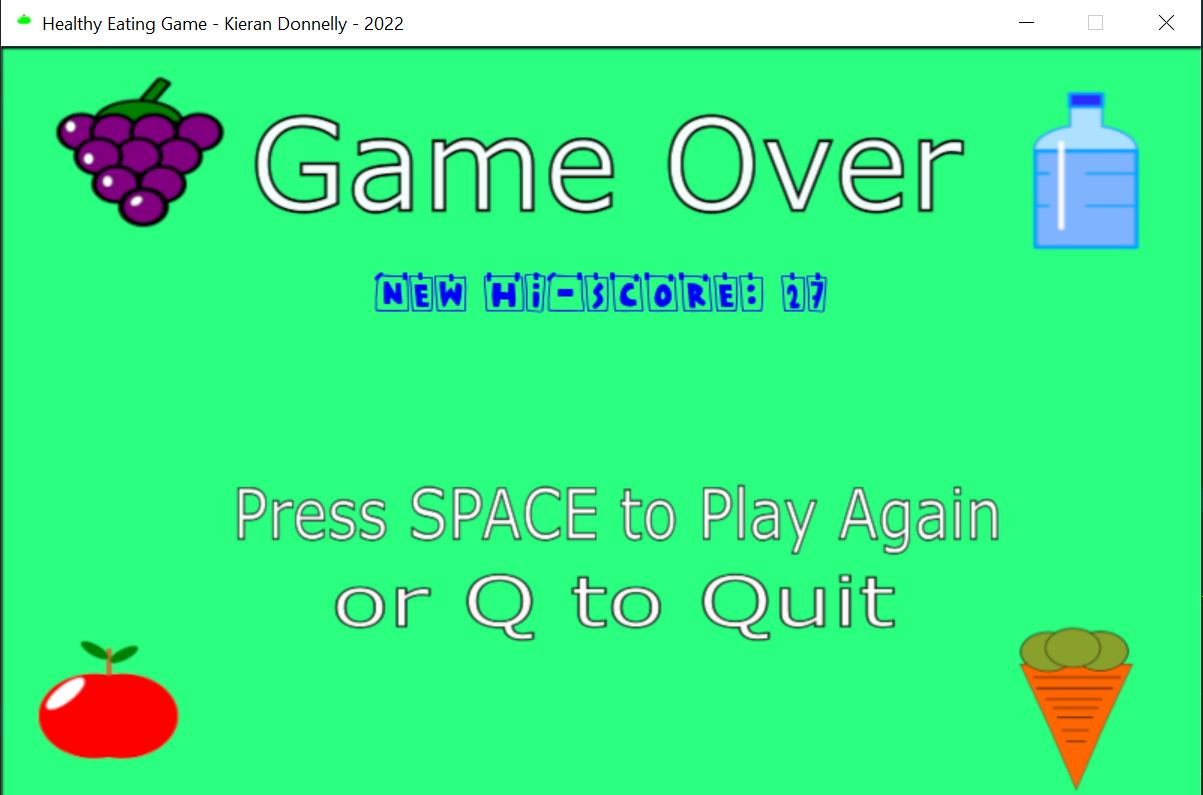 Healthy Eating Game - Kieran Donnelly - 2022
Game Over
NEW Hi-SCORE: 27
Press SPACE to Play Again
or Q to Quit